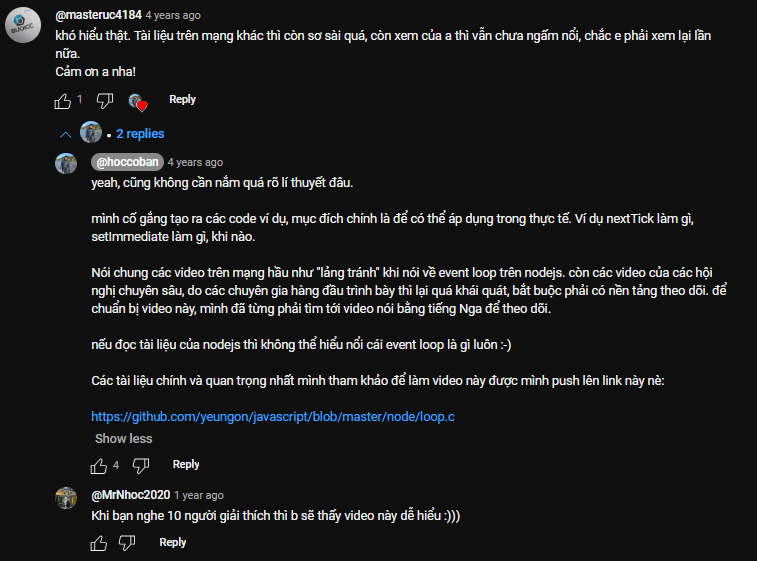 @masteruc4184 4 years ago
khó hiểu thật. Tài liệu trên mạng khác thì còn sơ sài quá, còn xem của a thì vẫn chưa ngấm nổi, chắc e phải xem lại lần
nữa.
Cảm ơn a nha!
1 Reply
2 replies
@hoccoban 4 years ago
yeah, cũng không cần nắm quá rõ lí thuyết đâu.
mình cố gắng tạo ra các code ví dụ, mục đích chính là để có thể áp dụng trong thực tế. Ví dụ nextTick làm gì,
setImmediate làm gì, khi nào.
Nói chung các video trên mạng hầu như "lảng tránh" khi nói về event loop trên nodejs. còn các video của các hội
nghị chuyên sâu, do các chuyên gia hàng đầu trình bày thì lại quá khái quát, bắt buộc phải có nền tảng theo dõi. để
chuẩn bị video này, mình đã từng phải tìm tới video nói bằng tiếng Nga để theo dõi.
nếu đọc tài liệu của nodejs thì không thể hiểu nổi cái event loop là gì luôn :-)
Các tài liệu chính và quan trọng nhất mình tham khảo để làm video này được mình push lên link này nè:
https://github.com/yeungon/javascript/blob/master/node/loop.c
Show less
4 Reply
@MrNhoc2020 1 year ago
Khi bạn nghe 10 người giải thích thì b sẽ thấy video này dễ hiểu :)))
Reply